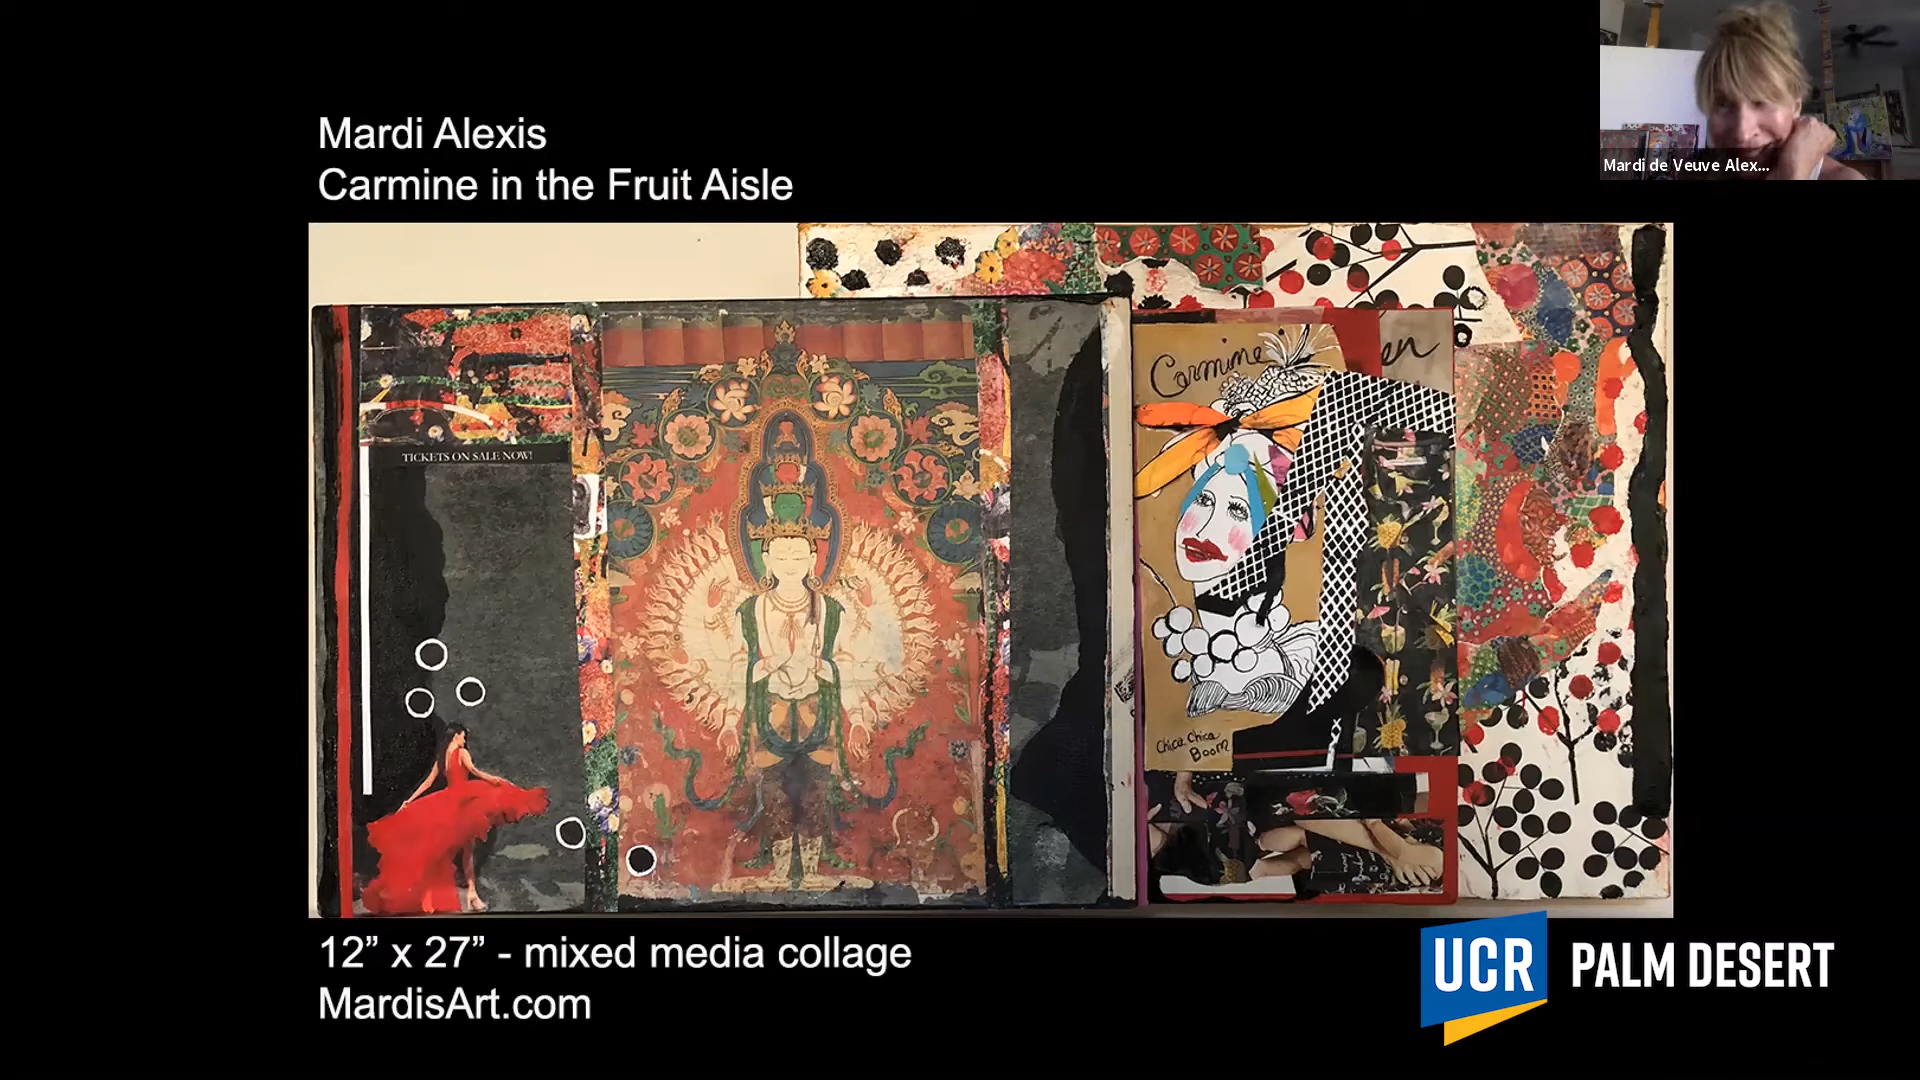 Mardi Alexis
Carmine in the Fruit Aisle
Mardi de Veuve Alex...
Carmine
en
TICKETS ON SALE NOW!
Chica Chica
Boom
12” x 27” - mixed media collage
MardisArt.com
UCR PALM DESERT